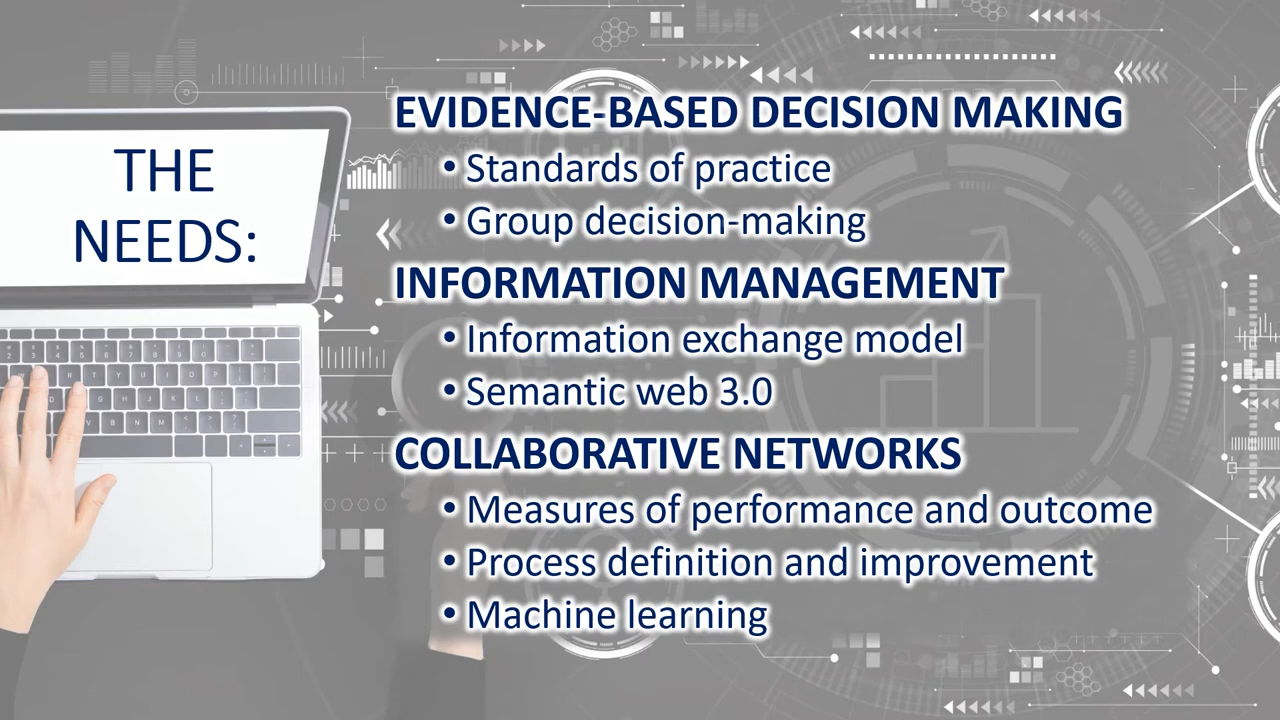 THE
NEEDS:
EVIDENCE-BASED DECISION MAKING
• Standards of practice
• Group decision-making
INFORMATION MANAGEMENT
• Information exchange model
• Semantic web 3.0
COLLABORATIVE NETWORKS
• Measures of performance and outcome
• Process definition and improvement
• Machine learning